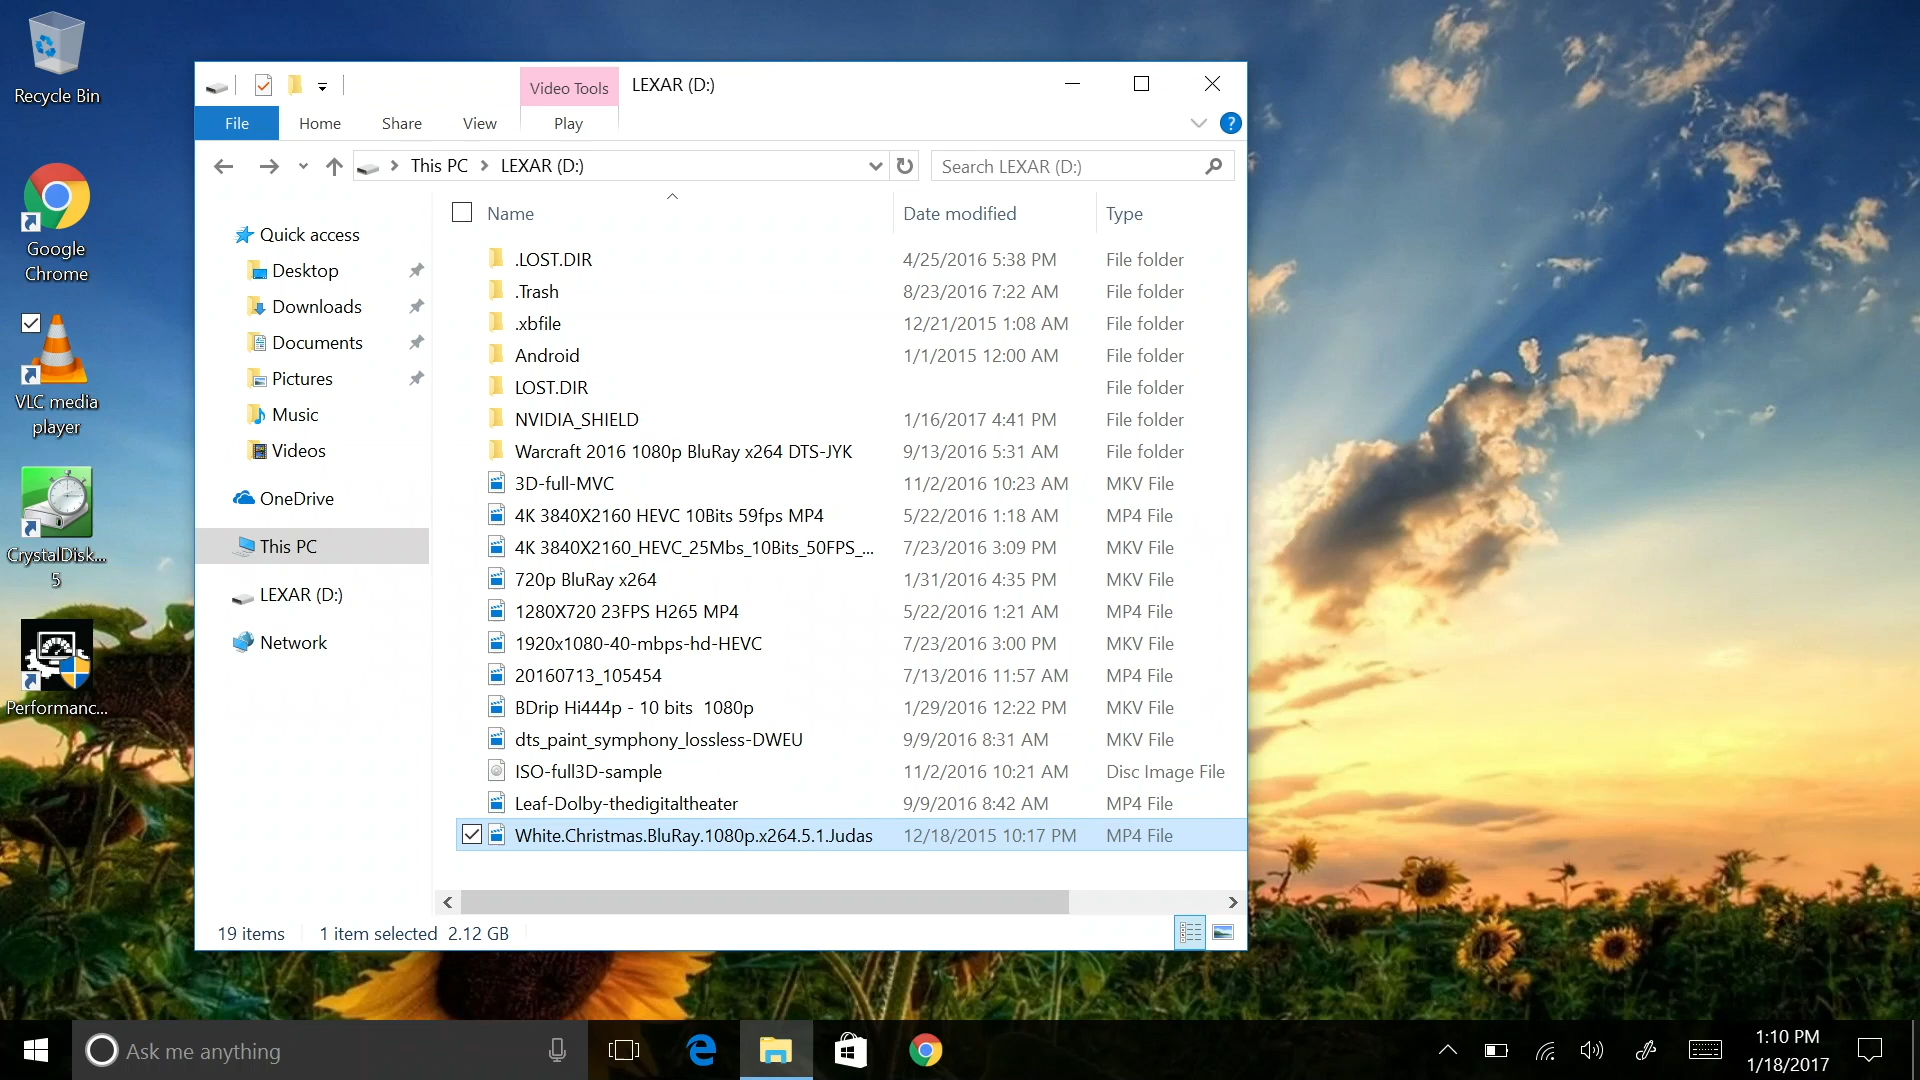 Recycle Bin
Google
Chrome
VLC media
player
CrystalDisk...
5
Performanc...
Video Tools
LEXAR (D:)
File
Home
Share
View
Play
?
This PC
LEXAR (D:)
Search LEXAR (D:)
Quick access
Desktop
Downloads
Documents
Pictures
Music
Videos
OneDrive
This PC
LEXAR (D:)
Network
Name Date modified Type
.LOST.DIR 4/25/2016 5:38 PM File folder
.Trash 8/23/2016 7:22 AM File folder
.xbfile 12/21/2015 1:08 AM File folder
Android 1/1/2015 12:00 AM File folder
LOST.DIR File folder
NVIDIA_SHIELD 1/16/2017 4:41 PM File folder
Warcraft 2016 1080p BluRay x264 DTS-JYK 9/13/2016 5:31 AM File folder
3D-full-MVC 11/2/2016 10:23 AM MKV File
4K 3840X2160 HEVC 10Bits 59fps MP4 5/22/2016 1:18 AM MP4 File
4K 3840X2160_HEVC_25Mbs_10Bits_50FPS_... 7/23/2016 3:09 PM MKV File
720p BluRay x264 1/31/2016 4:35 PM MKV File
1280X720 23FPS H265 MP4 5/22/2016 1:21 AM MP4 File
1920x1080-40-mbps-hd-HEVC 7/23/2016 3:00 PM MKV File
20160713_105454 7/13/2016 11:57 AM MP4 File
BDrip Hi444p - 10 bits  1080p 1/29/2016 12:22 PM MKV File
dts_paint_symphony_lossless-DWEU 9/9/2016 8:31 AM MKV File
ISO-full3D-sample 11/2/2016 10:21 AM Disc Image File
Leaf-Dolby-thedigitaltheater 9/9/2016 8:42 AM MP4 File
White.Christmas.BluRay.1080p.x264.5.1.Judas 12/18/2015 10:17 PM MP4 File
19 items 1 item selected 2.12 GB
Ask me anything
1:10 PM
1/18/2017